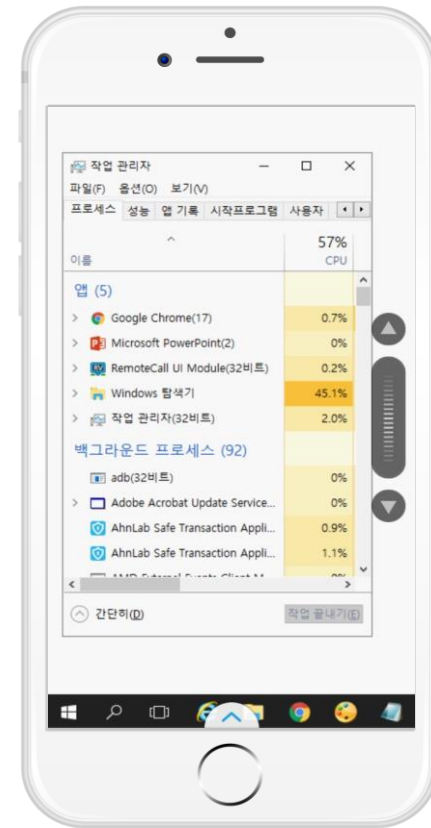 작업 관리자
파일(F) 옵션(O) 보기(V)
프로세스 성능 앱 기록 시작프로그램 사용자
57%
이름 CPU
앱 (5)
Google Chrome(17) 0.7%
Microsoft PowerPoint(2) 0%
RemoteCall UI Module(32비트) 0.2%
Windows 탐색기 45.1%
작업 관리자(32비트) 2.0%
백그라운드 프로세스 (92)
adb(32비트) 0%
Adobe Acrobat Update Service... 0%
AhnLab Safe Transaction Appli... 0.9%
AhnLab Safe Transaction Appli... 1.1%
AMD External Events Client M... 0%
간단히(D) 작업 끝내기(E)